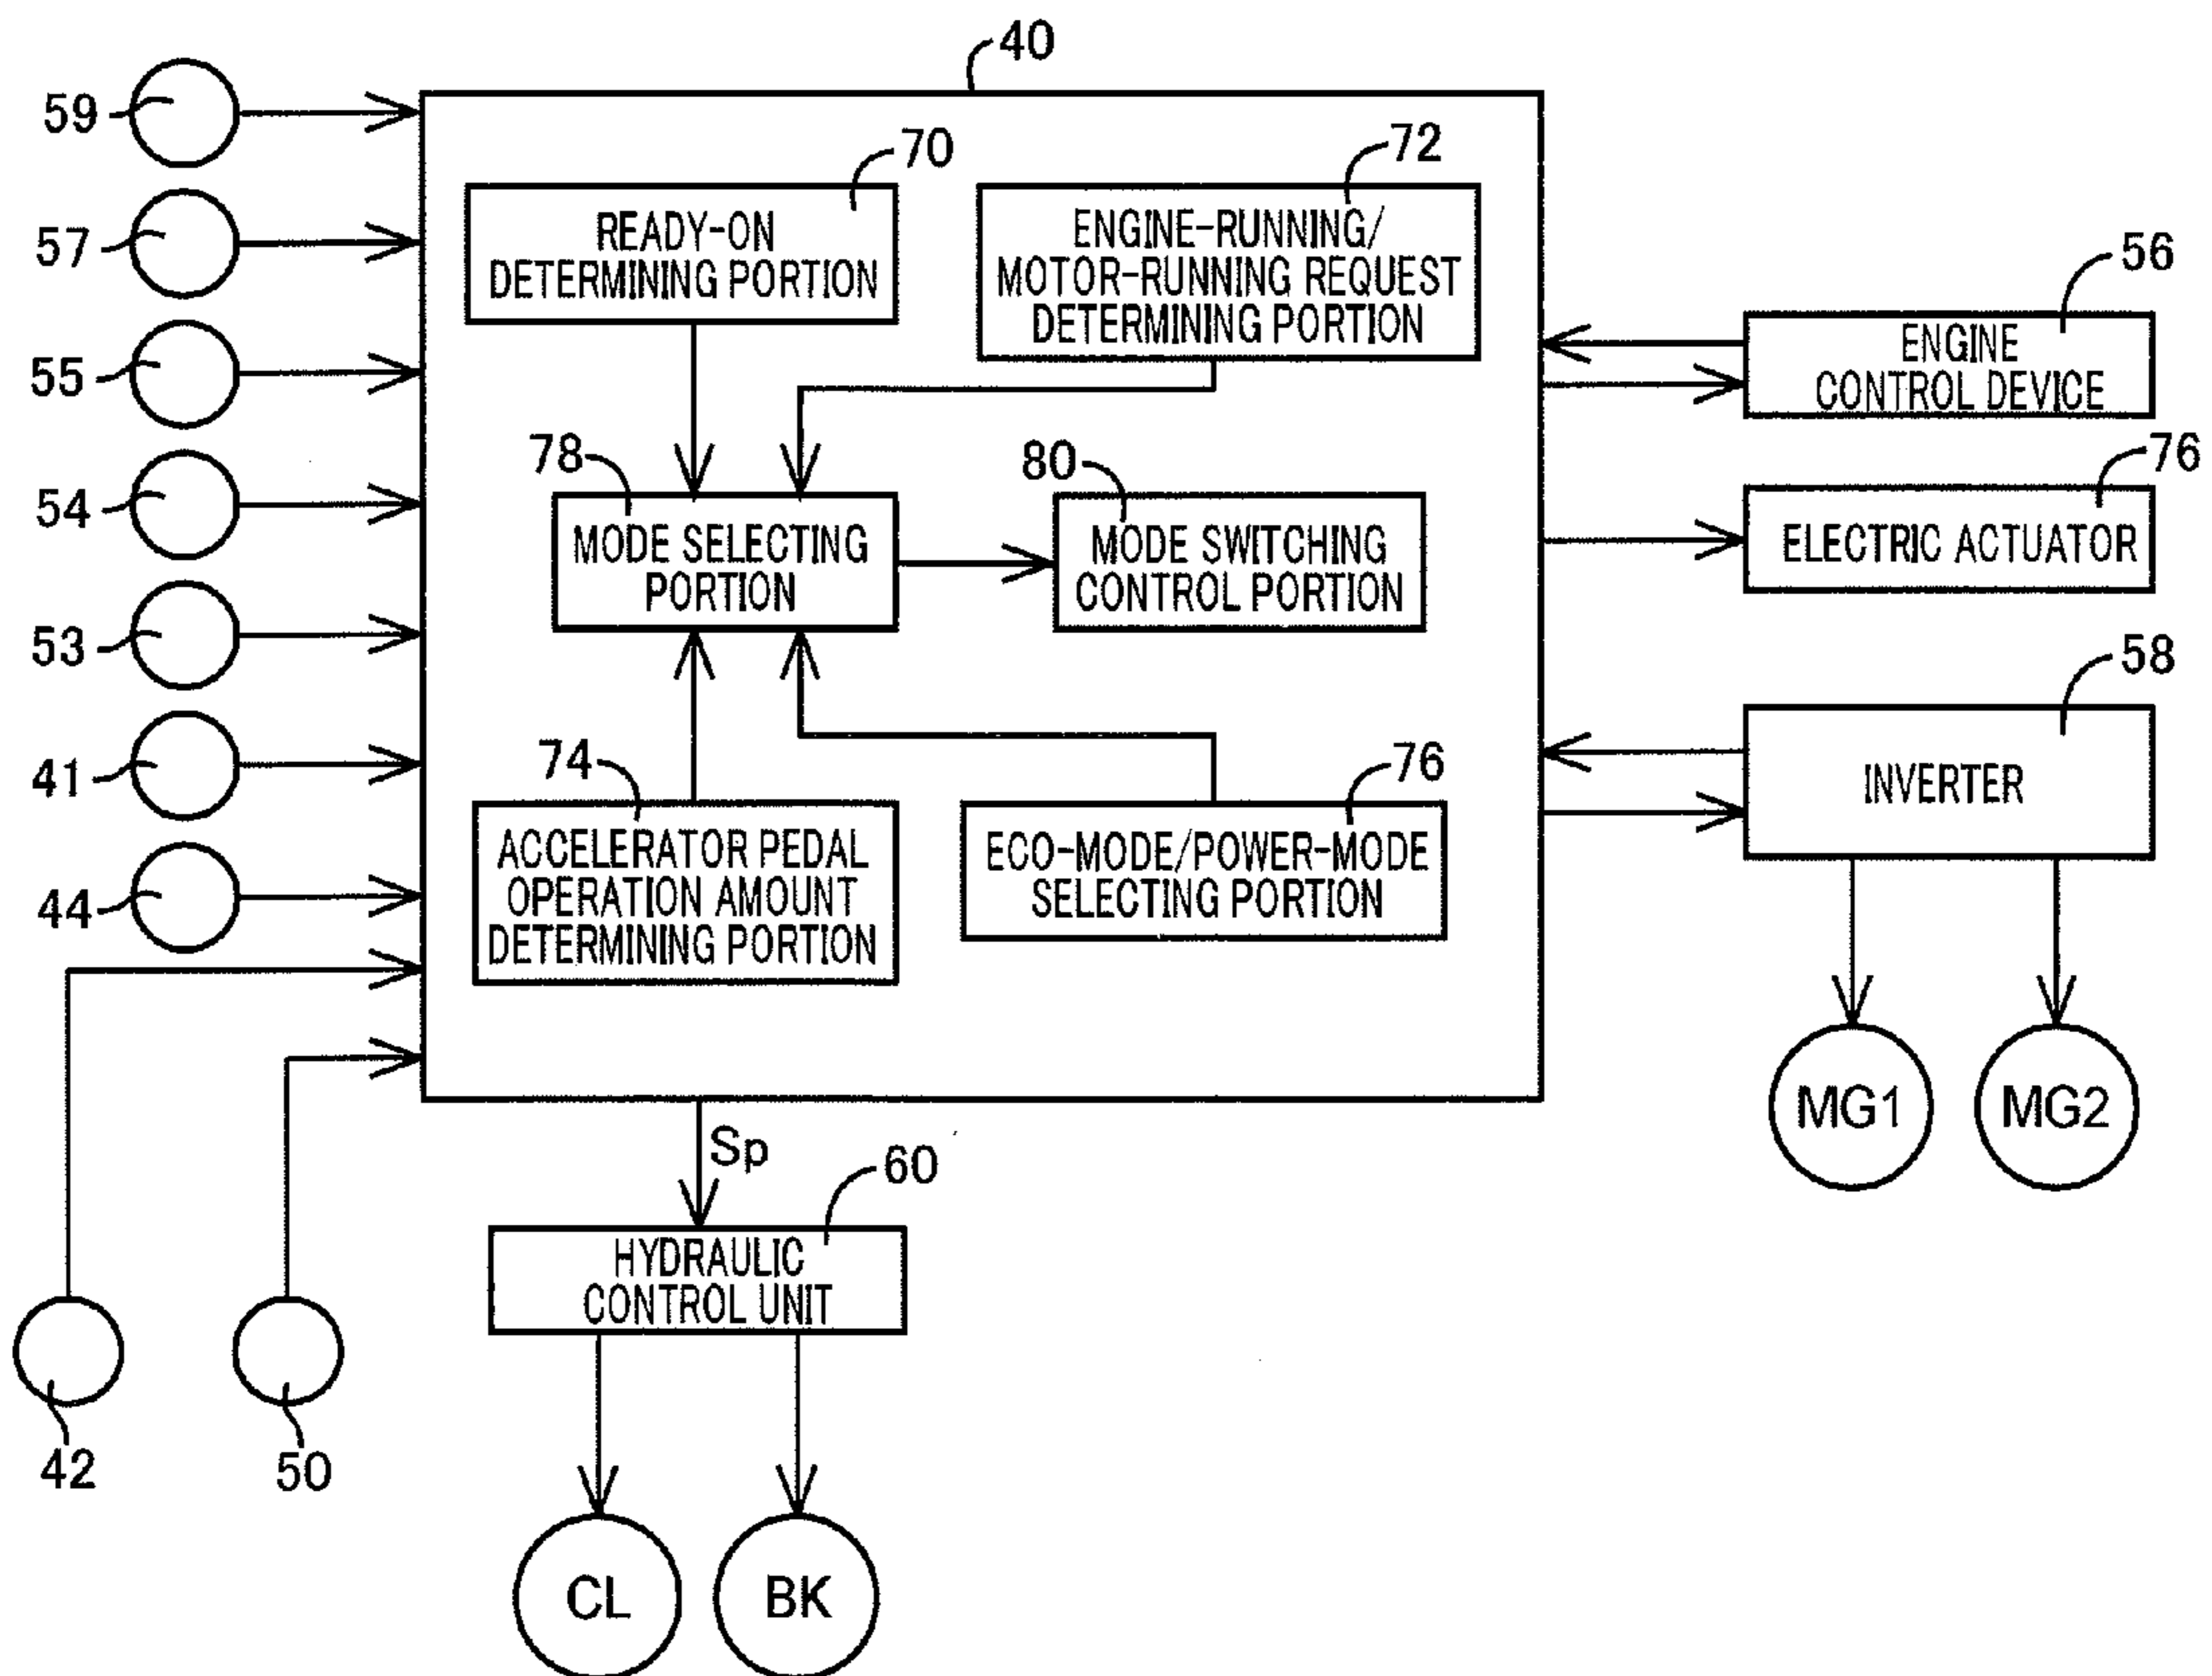 40
59
70
72
READY-ON
DETERMINING PORTION
ENGINE-RUNNING/
MOTOR-RUNNING REQUEST
DETERMINING PORTION
57
56
ENGINE
CONTROL DEVICE
55
78
80
76
54
MODE SELECTING
PORTION
MODE SWITCHING
CONTROL PORTION
ELECTRIC ACTUATOR
53
58
INVERTER
41
74
76
ACCELERATOR PEDAL
OPERATION AMOUNT
DETERMINING PORTION
ECO-MODE/POWER-MODE
SELECTING PORTION
44
MG1
MG2
Sp
60
HYDRAULIC
CONTROL UNIT
42
50
CL
BK